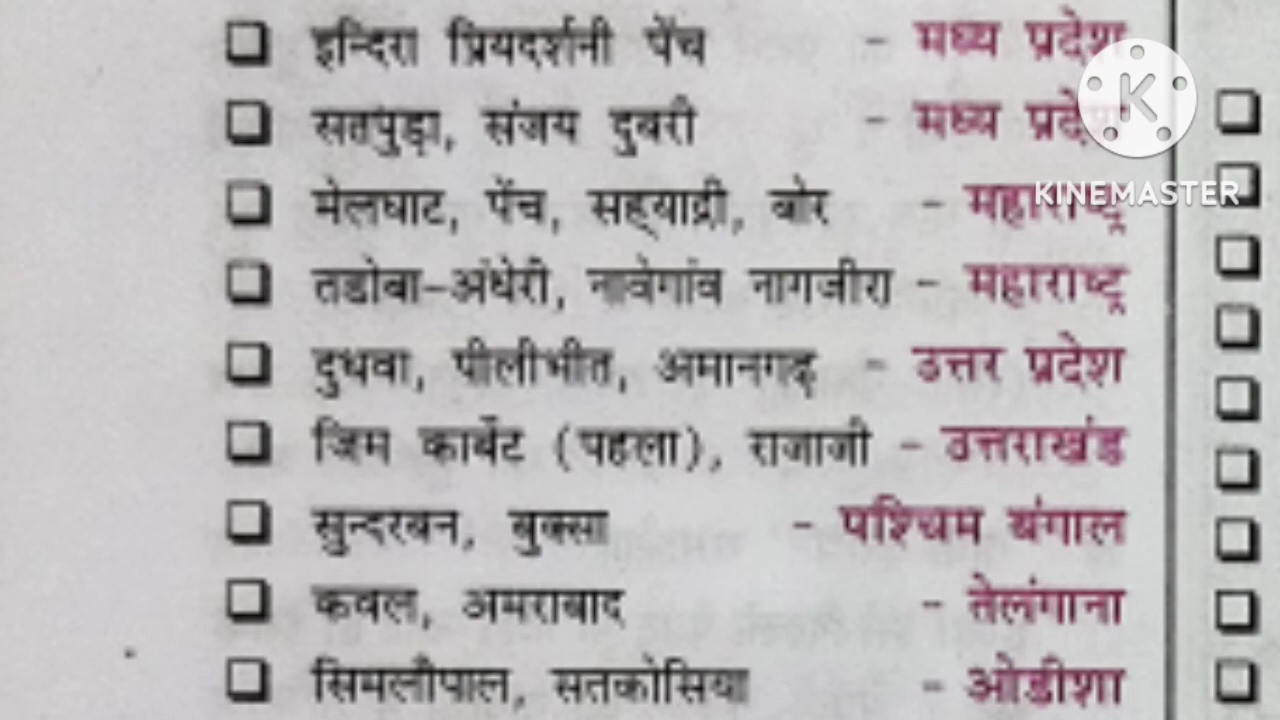 ❑ इन्दिरा प्रियदर्शनी पेंच - मध्य प्रदेश
❑ सतपुड़ा, संजय दुबरी - मध्य प्रदेश
❑ मेलघाट, पेंच, सह्याद्री, बोर - महाराष्ट्र
❑ तडोबा-अंधेरी, नावेगांव नागजीरा - महाराष्ट्र
❑ दुधवा, पीलीभीत, अमानगढ़ - उत्तर प्रदेश
❑ जिम कार्बेट (पहला), राजाजी - उत्तराखंड
❑ सुन्दरबन, बुक्सा - पश्चिम बंगाल
❑ कवल, अमराबाद - तेलंगाना
❑ सिमलीपाल, सतकोसिया - ओडीशा
K
KINEMASTER